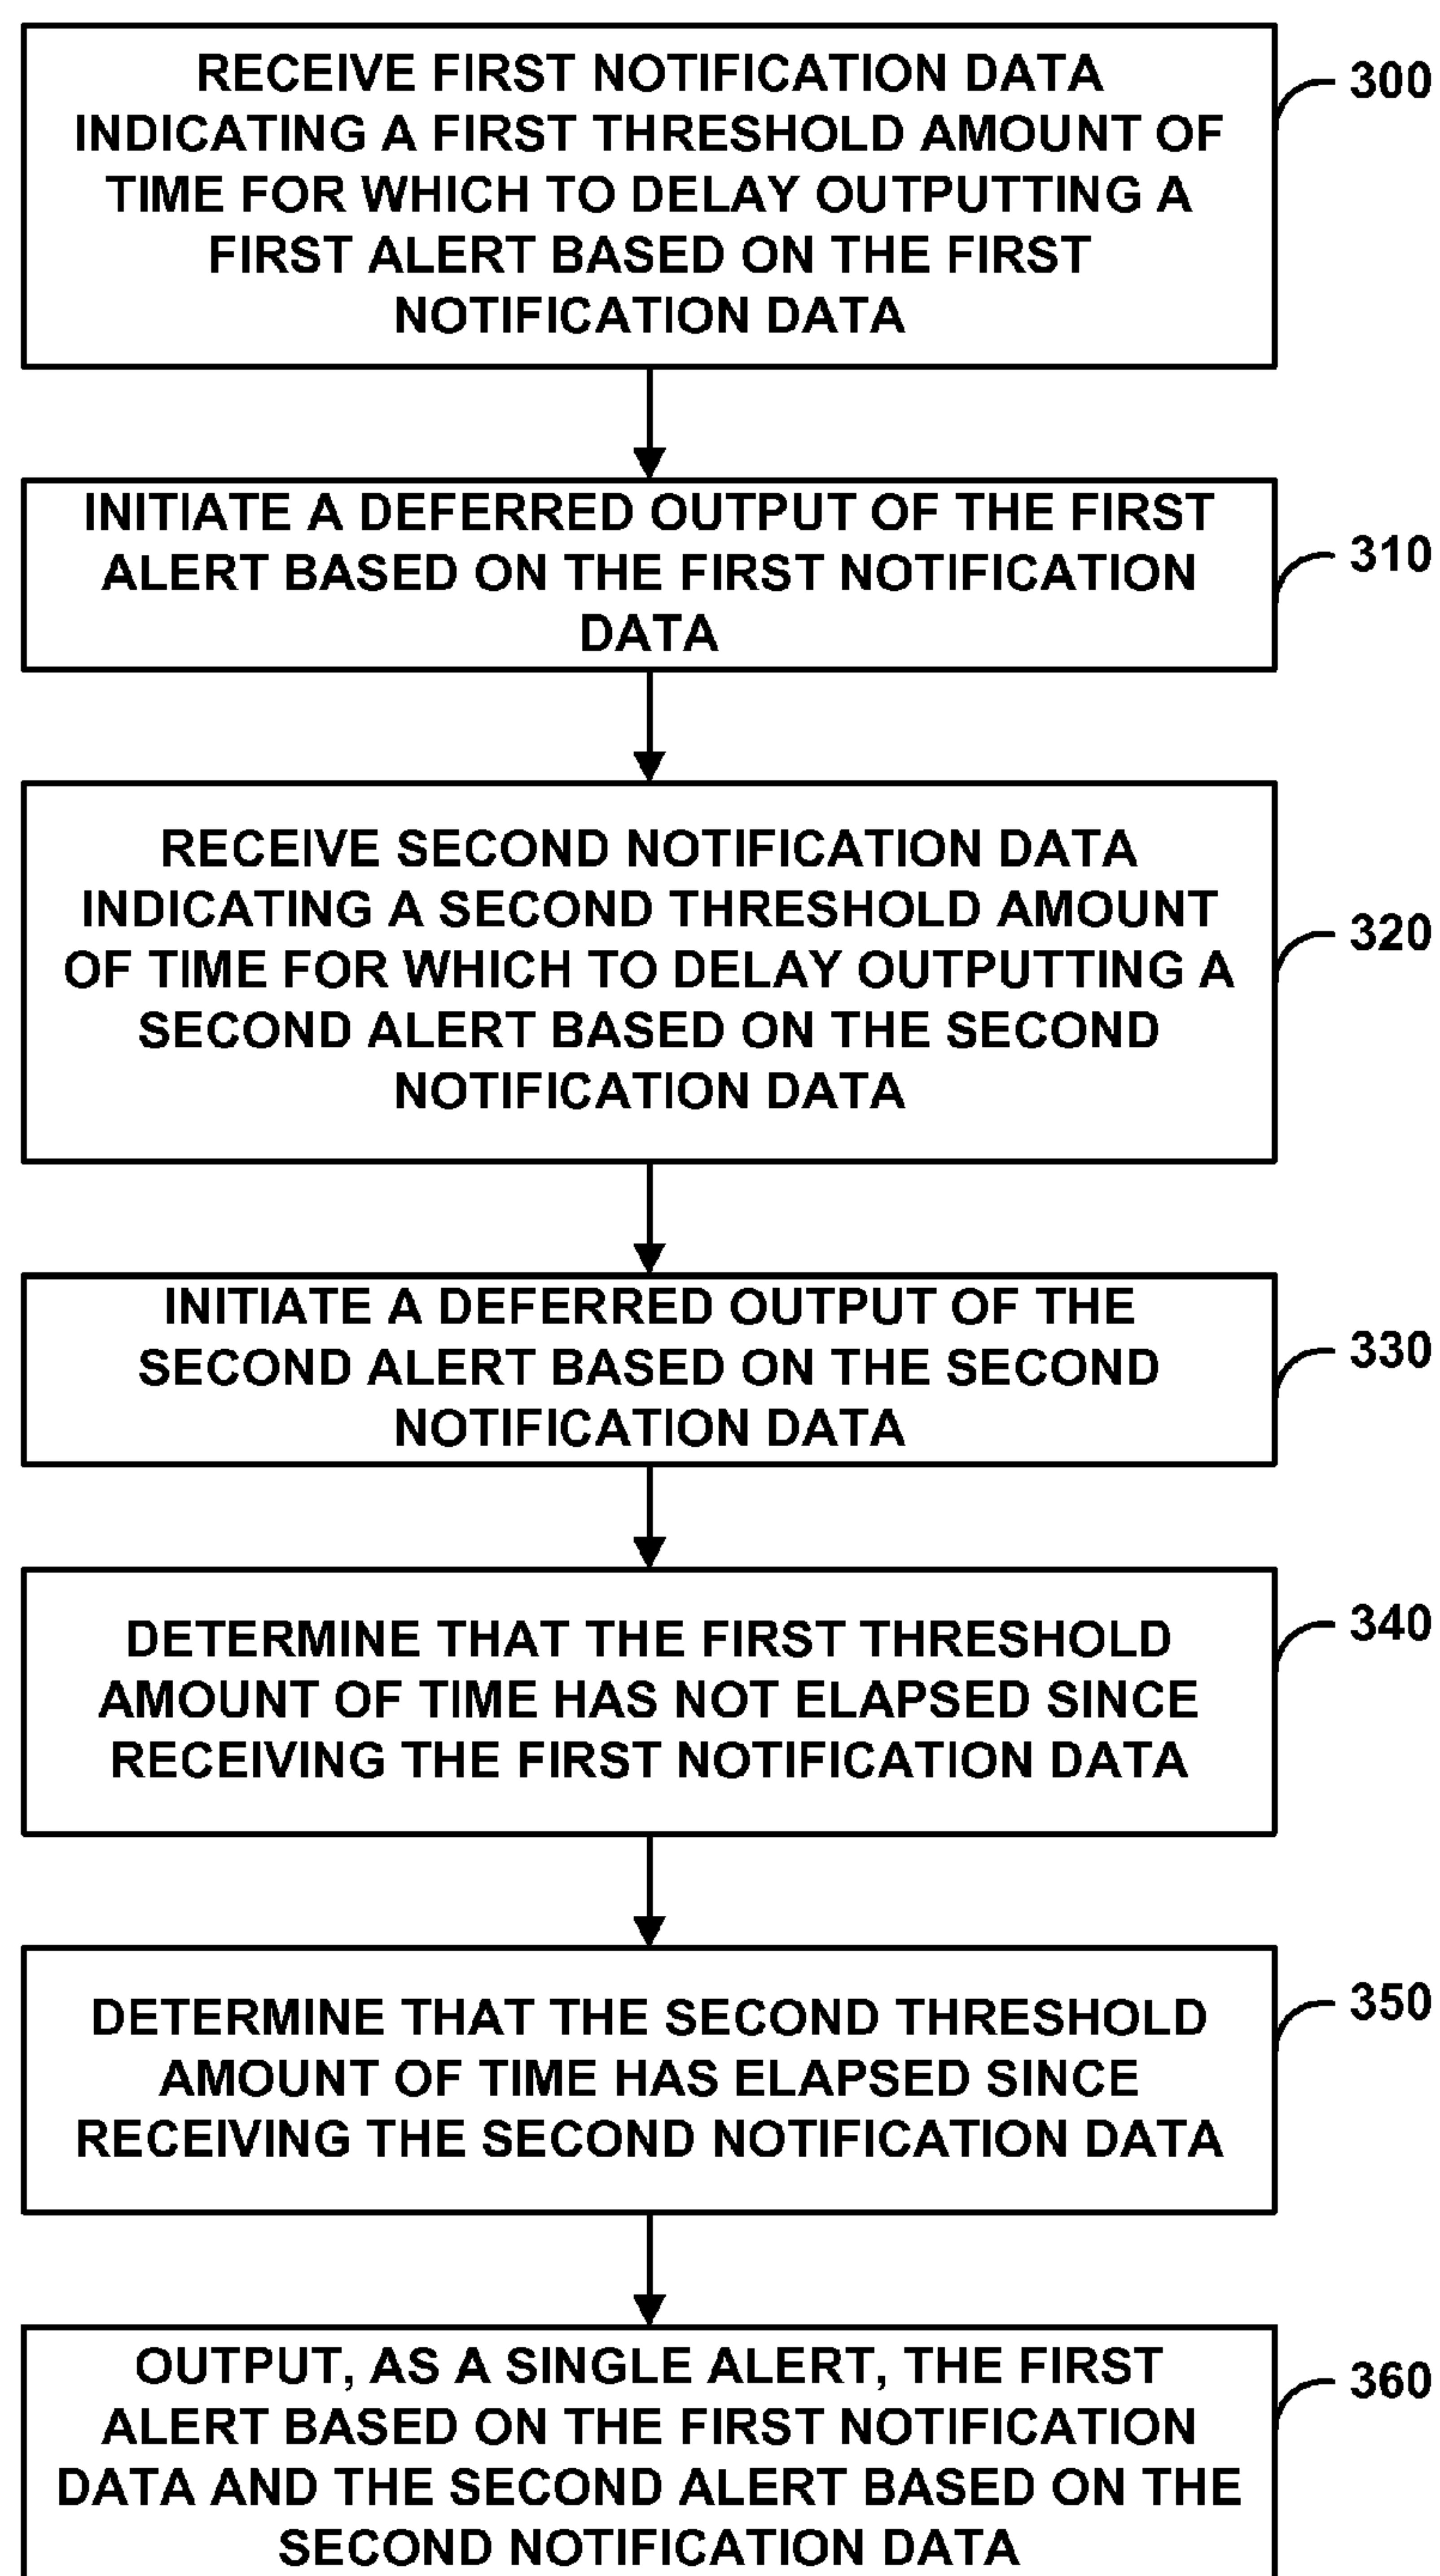 RECEIVE FIRST NOTIFICATION DATA
INDICATING A FIRST THRESHOLD AMOUNT OF
TIME FOR WHICH TO DELAY OUTPUTTING A
FIRST ALERT BASED ON THE FIRST
NOTIFICATION DATA
300
INITIATE A DEFERRED OUTPUT OF THE FIRST
ALERT BASED ON THE FIRST NOTIFICATION
DATA
310
RECEIVE SECOND NOTIFICATION DATA
INDICATING A SECOND THRESHOLD AMOUNT
OF TIME FOR WHICH TO DELAY OUTPUTTING A
SECOND ALERT BASED ON THE SECOND
NOTIFICATION DATA
320
INITIATE A DEFERRED OUTPUT OF THE
SECOND ALERT BASED ON THE SECOND
NOTIFICATION DATA
330
DETERMINE THAT THE FIRST THRESHOLD
AMOUNT OF TIME HAS NOT ELAPSED SINCE
RECEIVING THE FIRST NOTIFICATION DATA
340
DETERMINE THAT THE SECOND THRESHOLD
AMOUNT OF TIME HAS ELAPSED SINCE
RECEIVING THE SECOND NOTIFICATION DATA
350
OUTPUT, AS A SINGLE ALERT, THE FIRST
ALERT BASED ON THE FIRST NOTIFICATION
DATA AND THE SECOND ALERT BASED ON THE
SECOND NOTIFICATION DATA
360